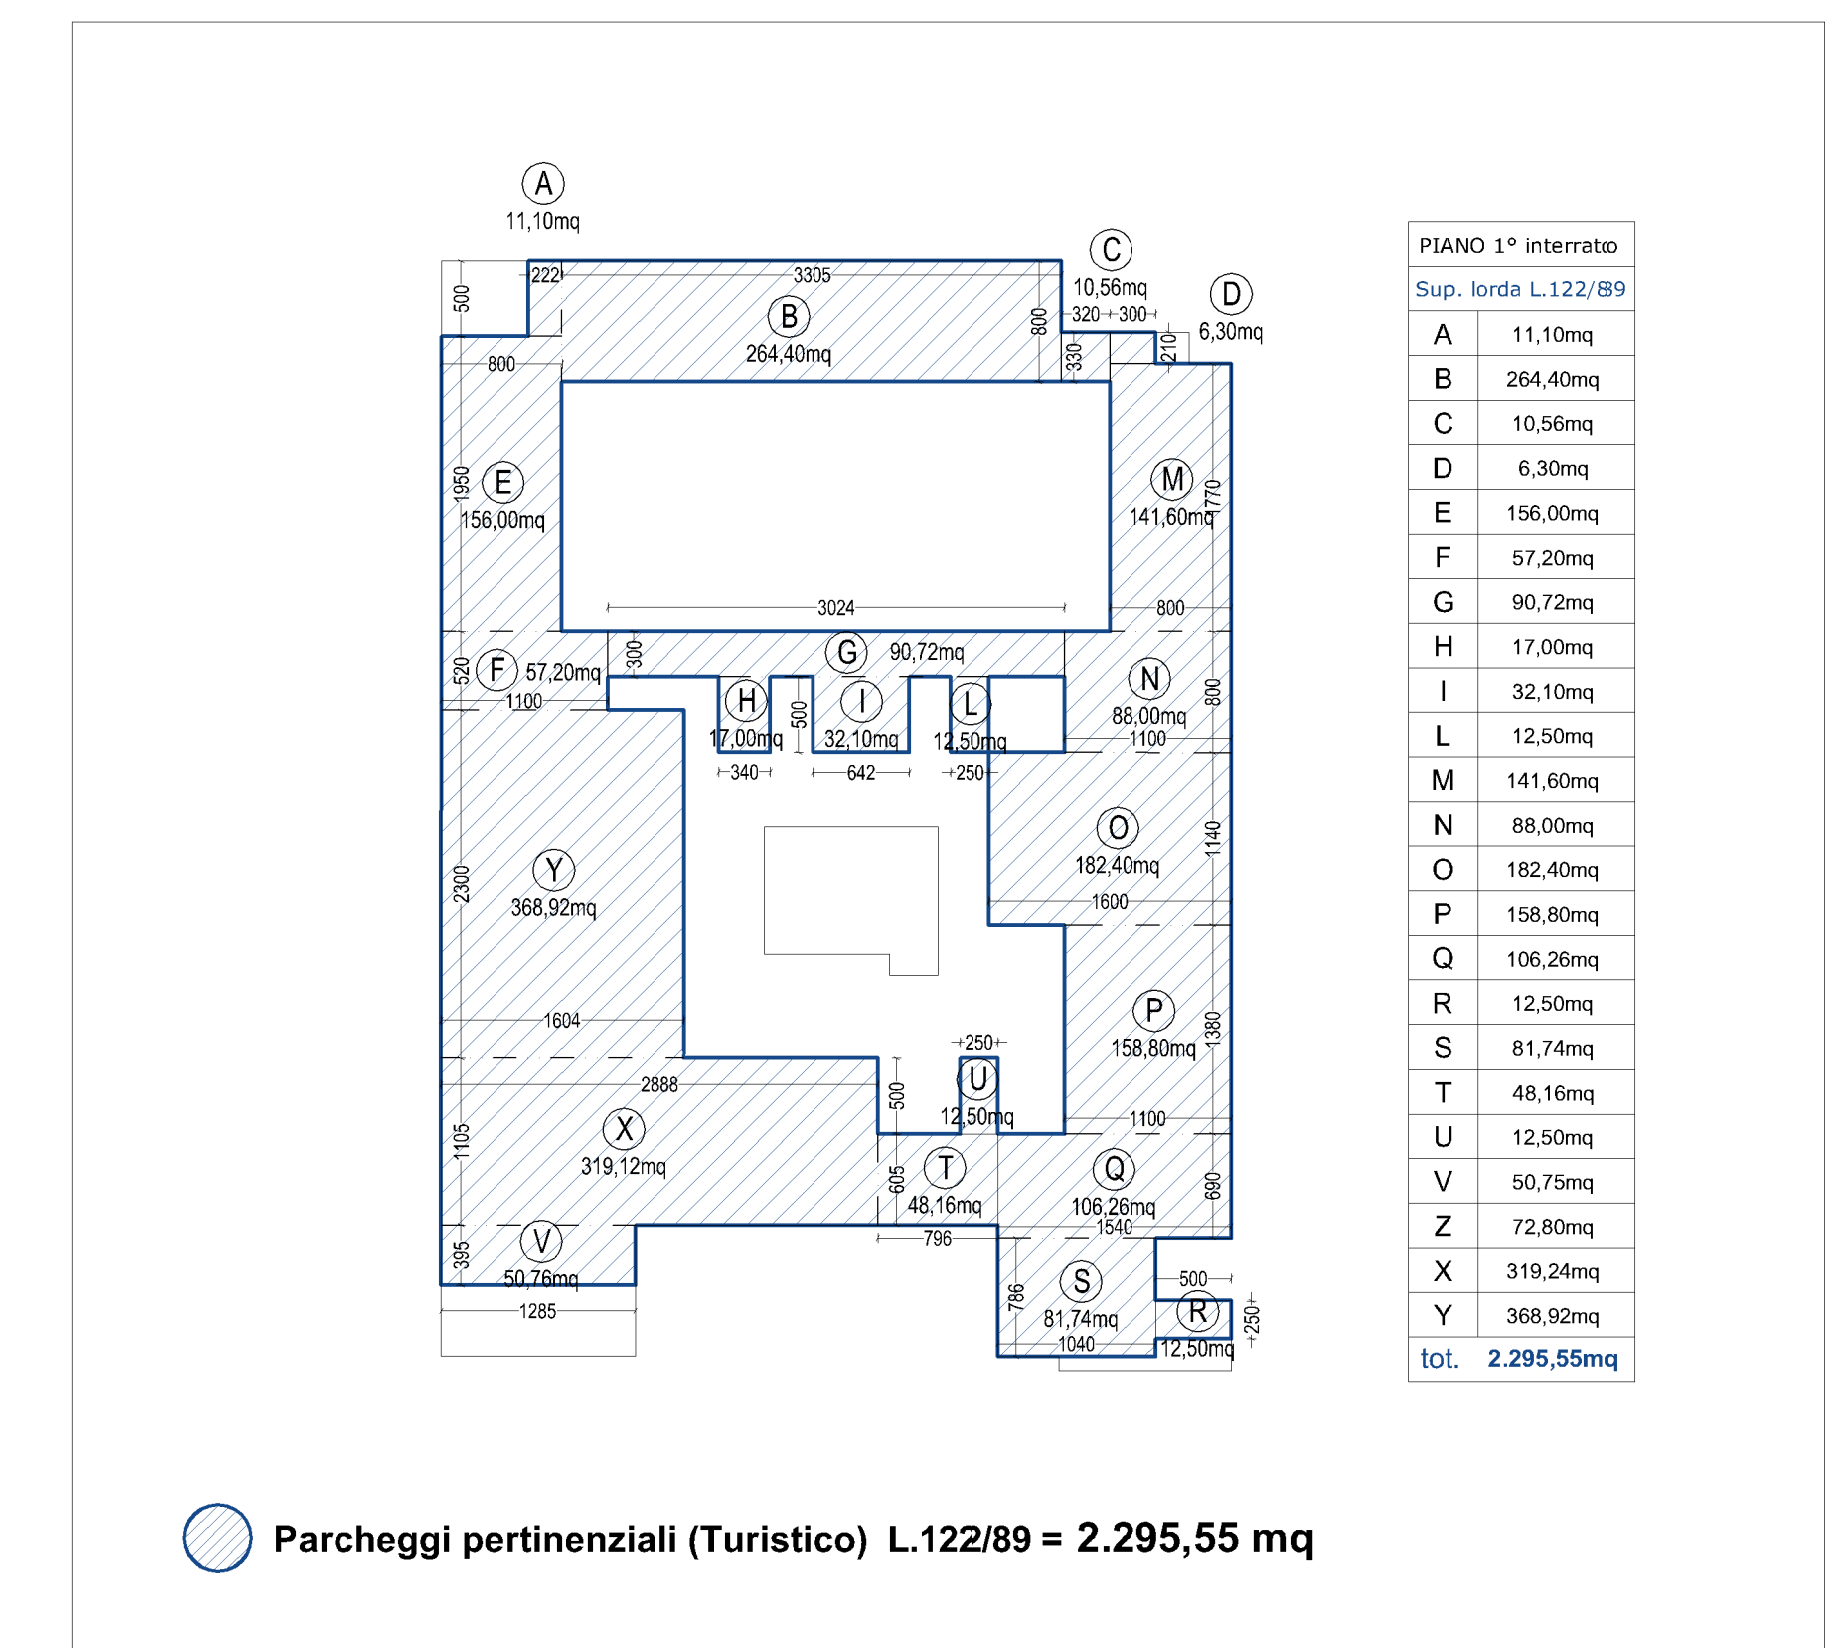 A
11,10mq
C
10,56mq
D
6,30mq
222
3305
500
B
264,40mq
800
320
300
330
210
800
1950
E
156,00mq
M
141,60mq
1770
3024
800
520
F
57,20mq
1100
300
G
90,72mq
H
17,00mq
500
I
32,10mq
L
12,50mq
N
88,00mq
800
1100
340
642
250
O
182,40mq
1140
1600
Y
368,92mq
2300
1604
P
158,80mq
1380
250
U
12,50mq
2888
500
1100
X
319,12mq
1105
T
48,16mq
605
Q
106,26mq
690
1540
796
V
50,76mq
395
1285
S
81,74mq
786
1040
500
R
12,50mq
250
PIANO 1° interrato
Sup. lorda L.122/89
A 11,10mq
B 264,40mq
C 10,56mq
D 6,30mq
E 156,00mq
F 57,20mq
G 90,72mq
H 17,00mq
I 32,10mq
L 12,50mq
M 141,60mq
N 88,00mq
O 182,40mq
P 158,80mq
Q 106,26mq
R 12,50mq
S 81,74mq
T 48,16mq
U 12,50mq
V 50,75mq
Z 72,80mq
X 319,24mq
Y 368,92mq
tot. 2.295,55mq
Parcheggi pertinenziali (Turistico) L.122/89 = 2.295,55 mq